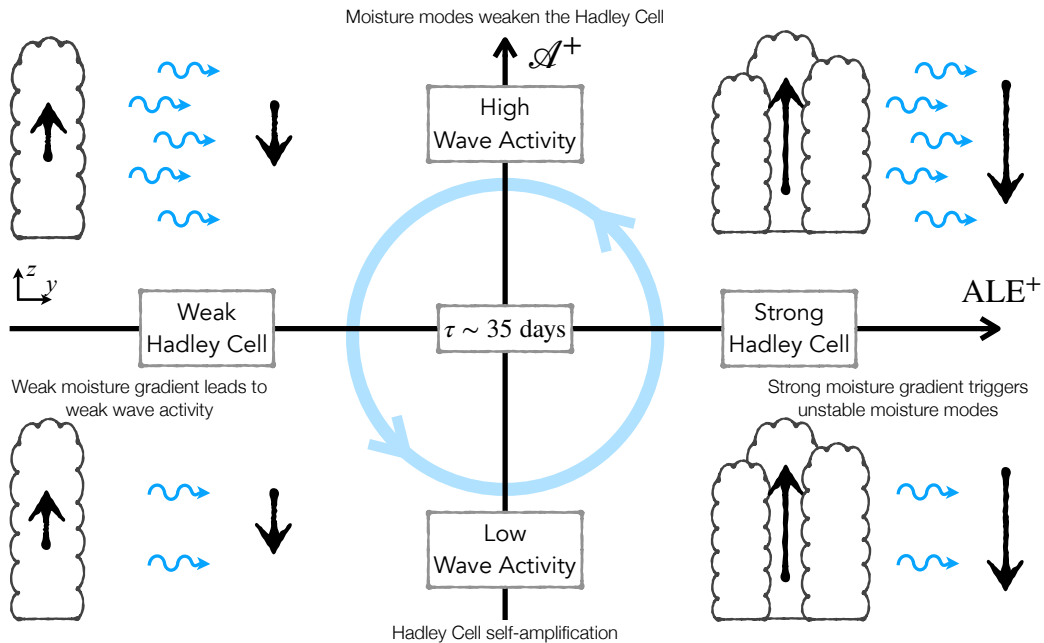 Moisture modes weaken the Hadley Cell
𝒜⁺
High
Wave Activity
z
y
ALE⁺
Weak
Hadley Cell
τ ~ 35 days
Strong
Hadley Cell
Weak moisture gradient leads to
weak wave activity
Strong moisture gradient triggers
unstable moisture modes
Low
Wave Activity
Hadley Cell self-amplification